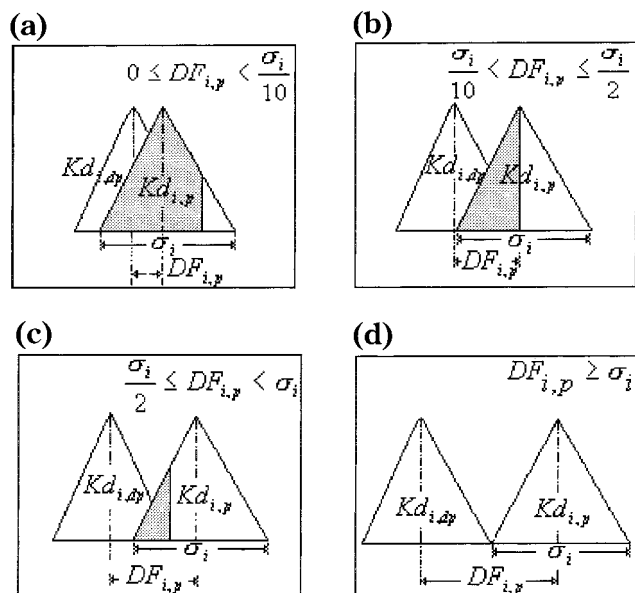 (a)
0 ≤ DF_{i,p} < σ_i/10
Kd_{i,dp}
Kd_{i,p}
σ_i
DF_{i,p}
(b)
σ_i/10 < DF_{i,p} ≤ σ_i/2
Kd_{i,dp}
Kd_{i,p}
σ_i
DF_{i,p}
(c)
σ_i/2 ≤ DF_{i,p} < σ_i
Kd_{i,dp}
Kd_{i,p}
σ_i
DF_{i,p}
(d)
DF_{i,p} ≥ σ_i
Kd_{i,dp}
Kd_{i,p}
σ_i
DF_{i,p}